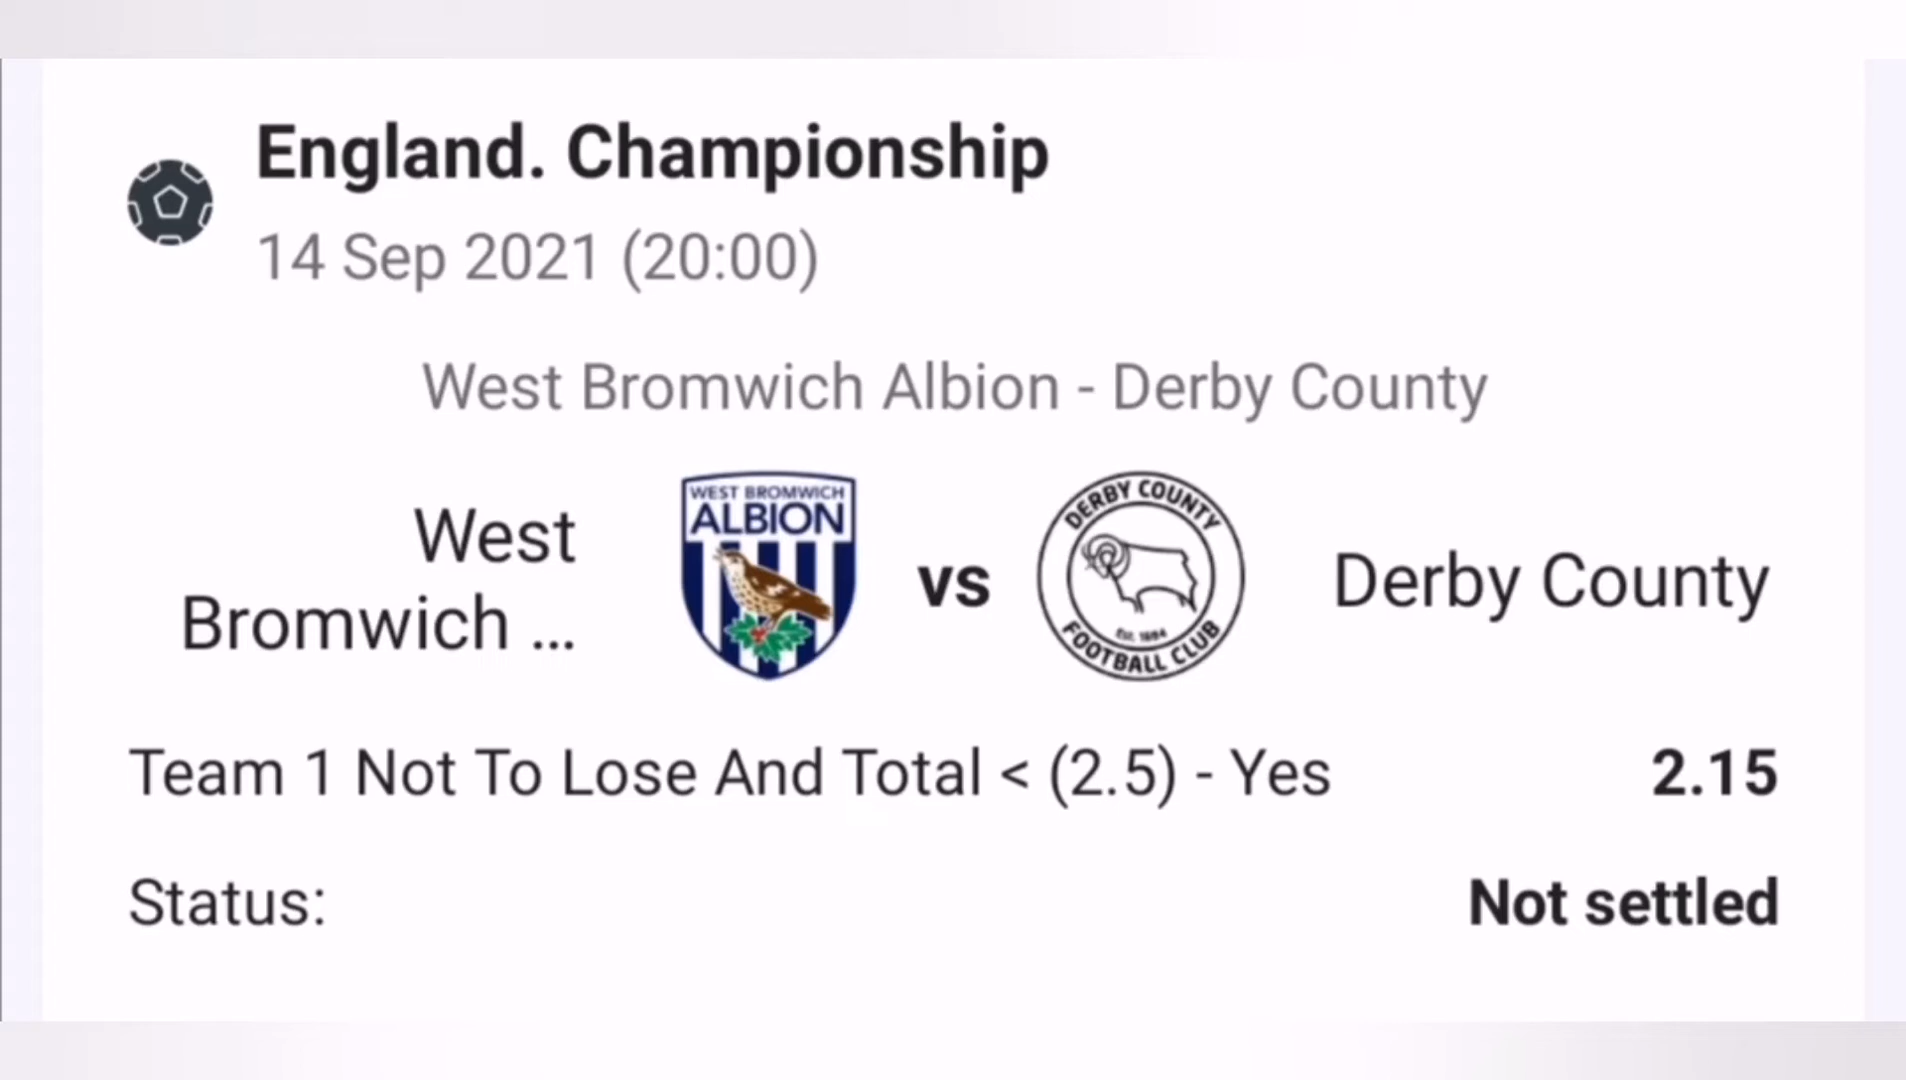 England. Championship
14 Sep 2021 (20:00)
West Bromwich Albion - Derby County
West
Bromwich ...
WEST BROMWICH
ALBION
vs
DERBY COUNTY
EST. 1884
FOOTBALL CLUB
Derby County
Team 1 Not To Lose And Total < (2.5) - Yes
2.15
Status:
Not settled